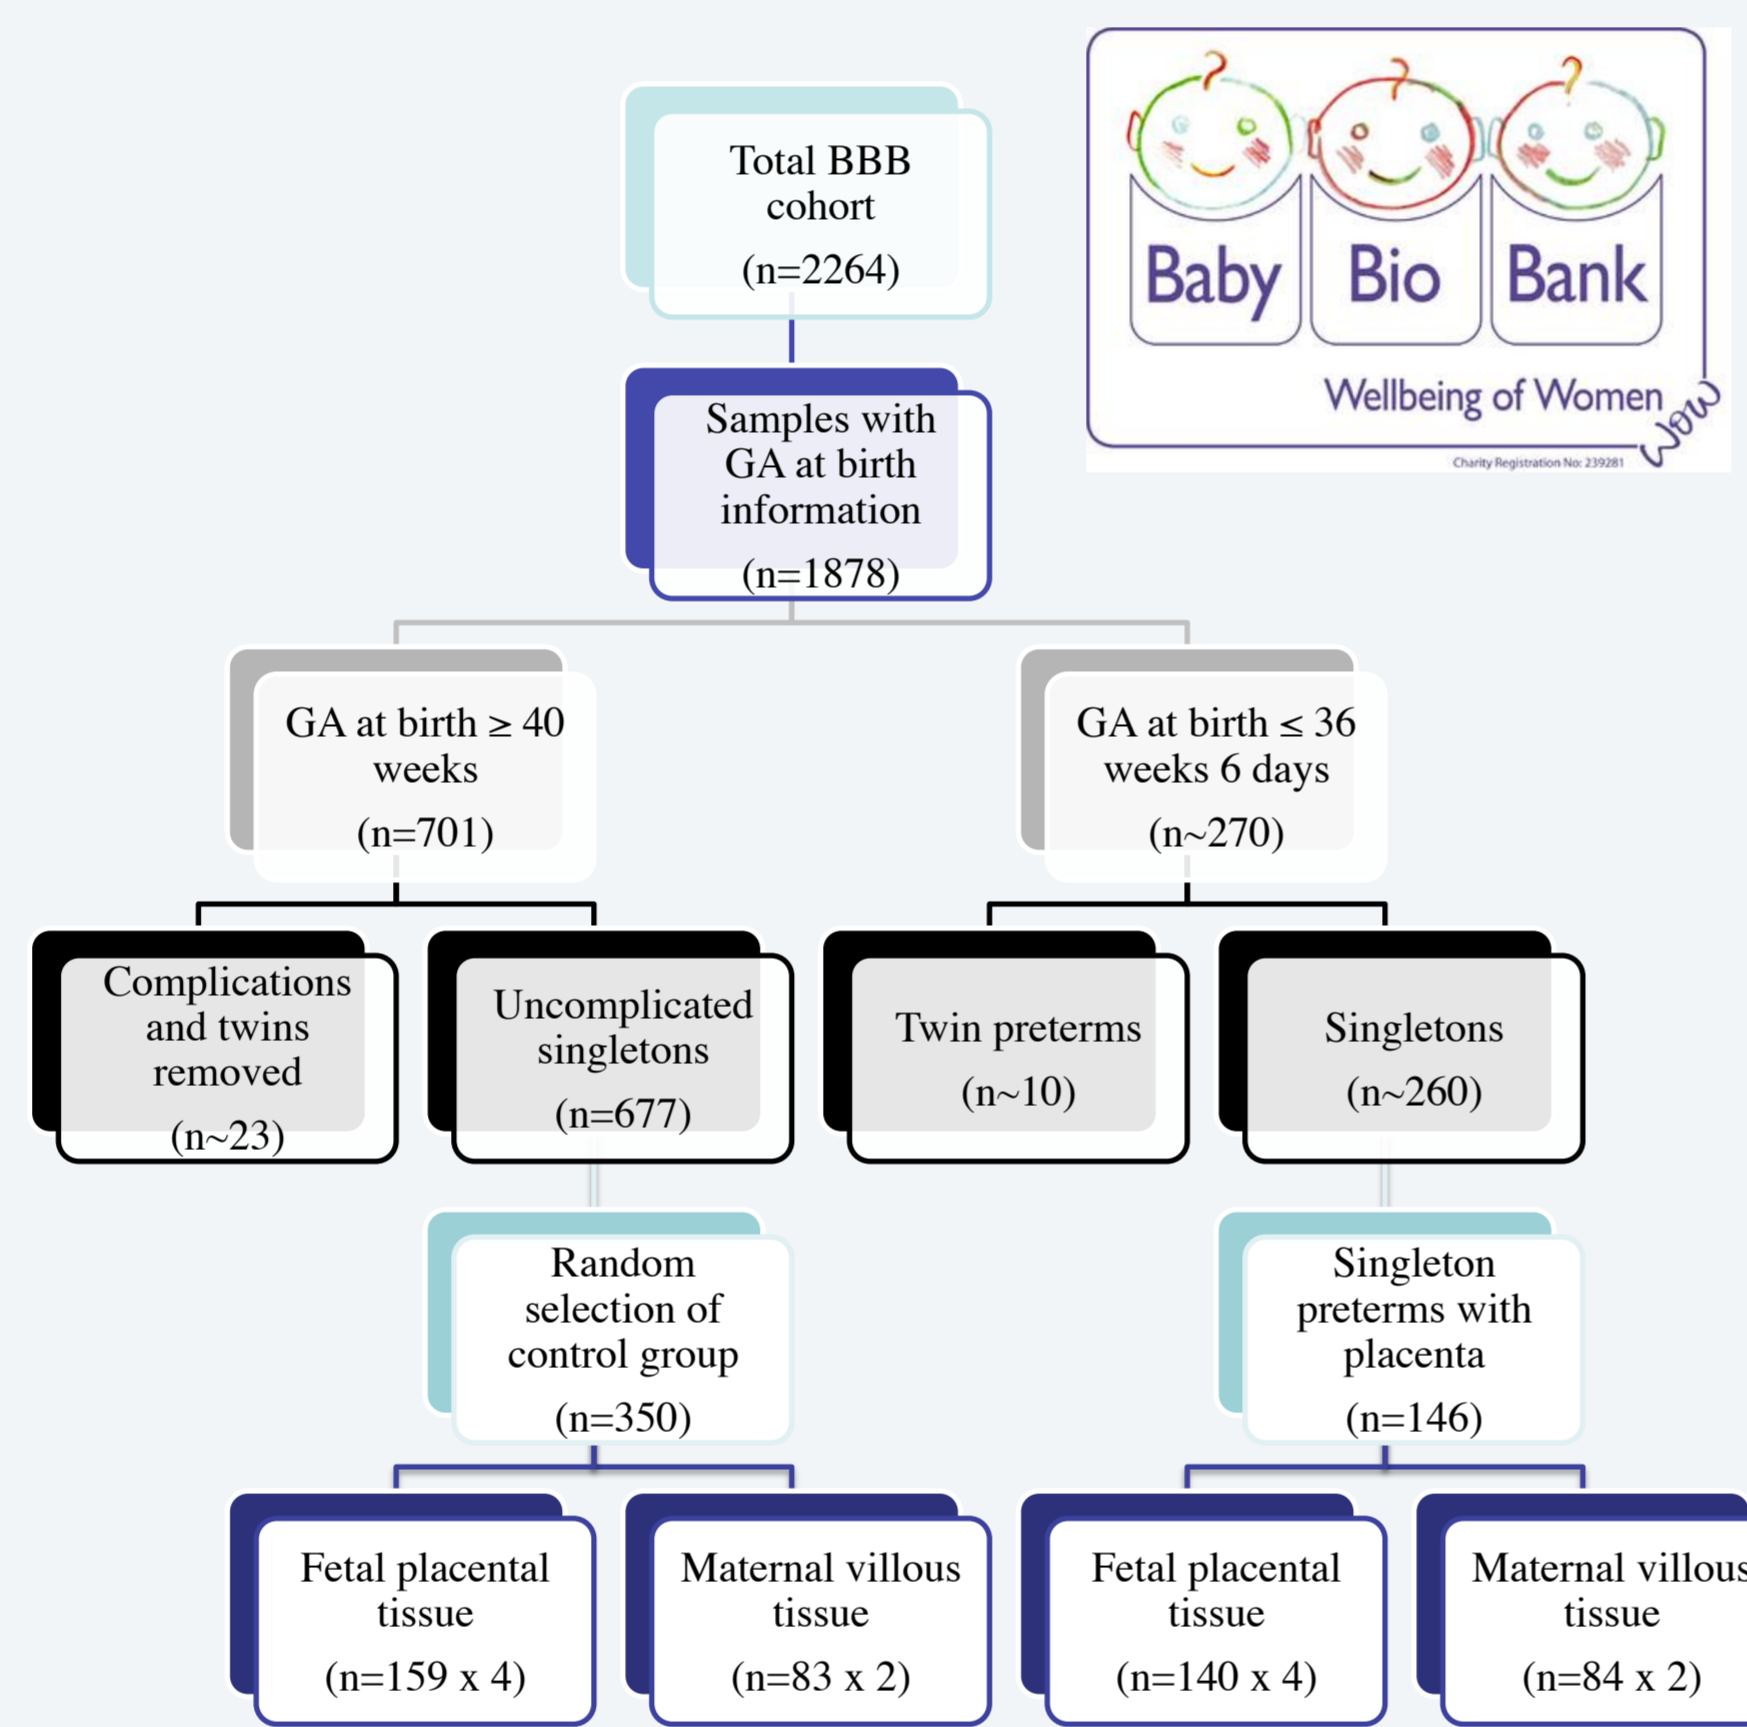 Total BBB
cohort
(n=2264)
Baby Bio Bank
Wellbeing of Women
wow
Charity Registration No: 239281
Samples with
GA at birth
information
(n=1878)
GA at birth ≥ 40
weeks
(n=701)
GA at birth ≤ 36
weeks 6 days
(n~270)
Complications
and twins
removed
(n~23)
Uncomplicated
singletons
(n=677)
Twin preterms
(n~10)
Singletons
(n~260)
Random
selection of
control group
(n=350)
Singleton
preterms with
placenta
(n=146)
Fetal placental
tissue
(n=159 x 4)
Maternal villous
tissue
(n=83 x 2)
Fetal placental
tissue
(n=140 x 4)
Maternal villous
tissue
(n=84 x 2)